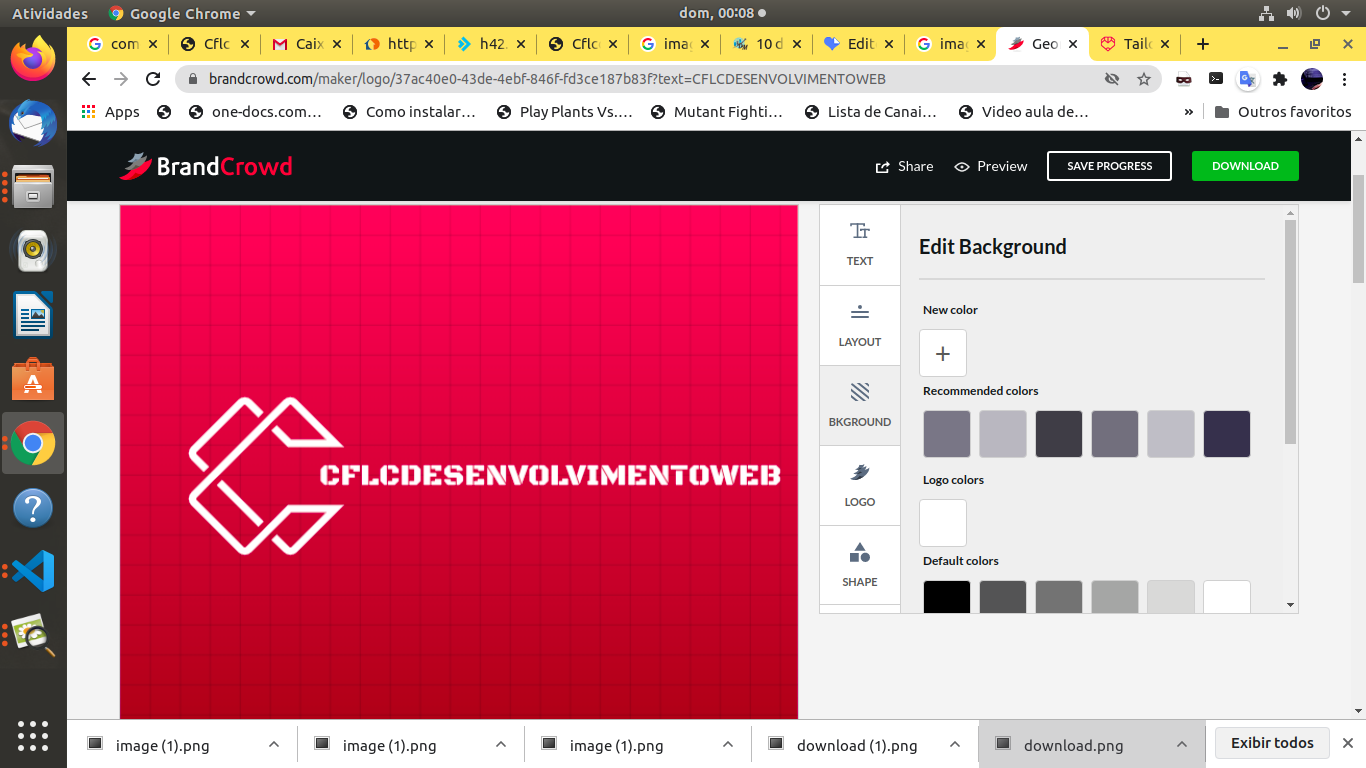 Atividades Google Chrome dom, 00:08
com Cflc Caix http h42. Cflc imag 10 d Edit imag Geo Tailo
brandcrowd.com/maker/logo/37ac40e0-43de-4ebf-846f-fd3ce187b83f?text=CFLCDESENVOLVIMENTOWEB
Apps one-docs.com… Como instalar… Play Plants Vs.… Mutant Fighti… Lista de Canai… Video aula de… » Outros favoritos
BrandCrowd Share Preview SAVE PROGRESS DOWNLOAD
TEXT
LAYOUT
BKGROUND
LOGO
SHAPE
Edit Background
New color
+
Recommended colors
Logo colors
Default colors
CFLCDESENVOLVIMENTOWEB
image (1).png image (1).png image (1).png download (1).png download.png Exibir todos